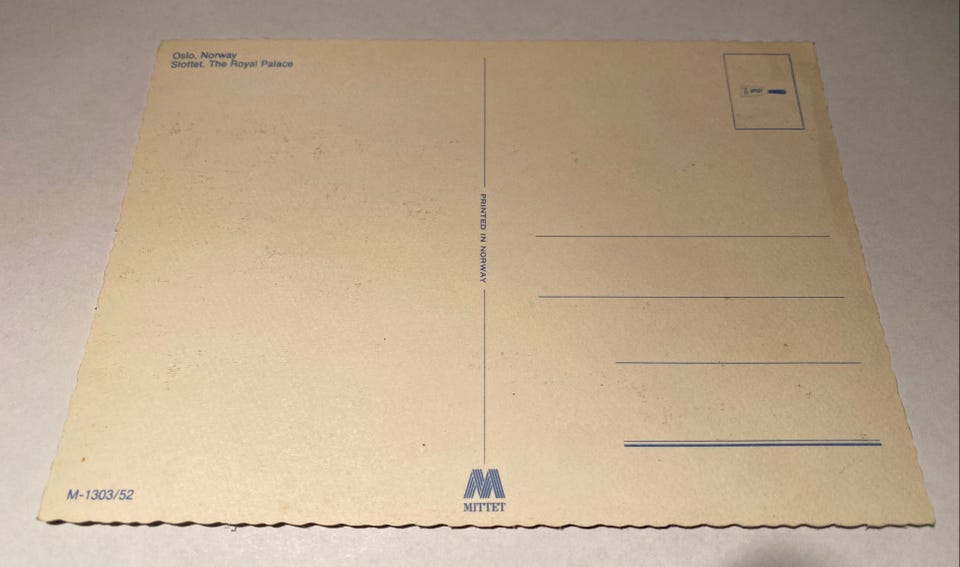 Oslo, Norway
Slottet. The Royal Palace
PRINTED IN NORWAY
M-1303/52
MITTET